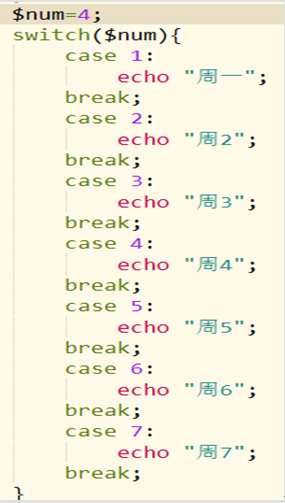 $num=4;
switch($num){
case 1:
echo "周一";
break;
case 2:
echo "周2";
break;
case 3:
echo "周3";
break;
case 4:
echo "周4";
break;
case 5:
echo "周5";
break;
case 6:
echo "周6";
break;
case 7:
echo "周7";
break;
}